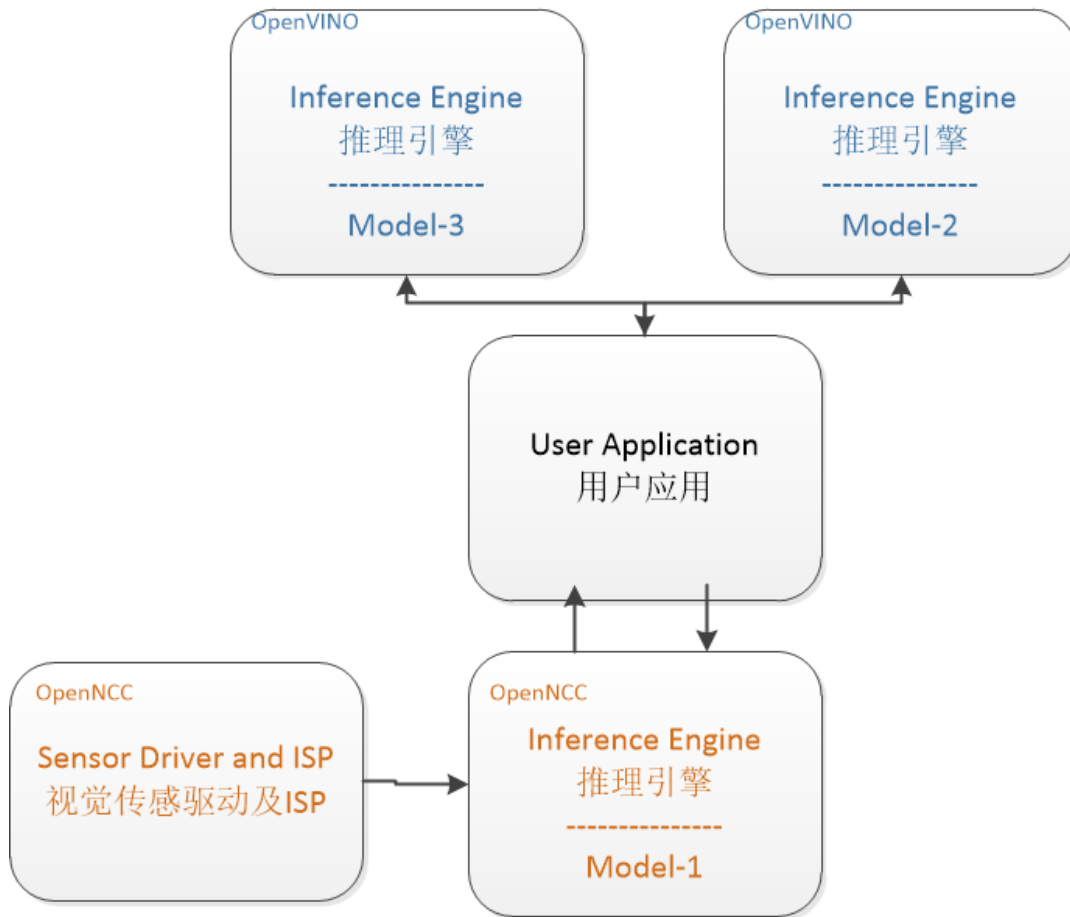 OpenVINO
Inference Engine
推理引擎
---------------
Model-3
OpenVINO
Inference Engine
推理引擎
---------------
Model-2
User Application
用户应用
OpenNCC
Sensor Driver and ISP
视觉传感驱动及ISP
OpenNCC
Inference Engine
推理引擎
---------------
Model-1